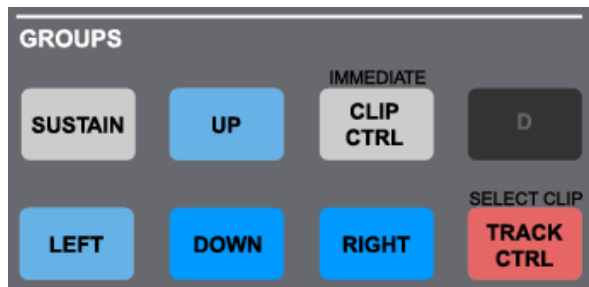 GROUPS
IMMEDIATE
SUSTAIN
UP
CLIP
CTRL
D
SELECT CLIP
LEFT
DOWN
RIGHT
TRACK
CTRL